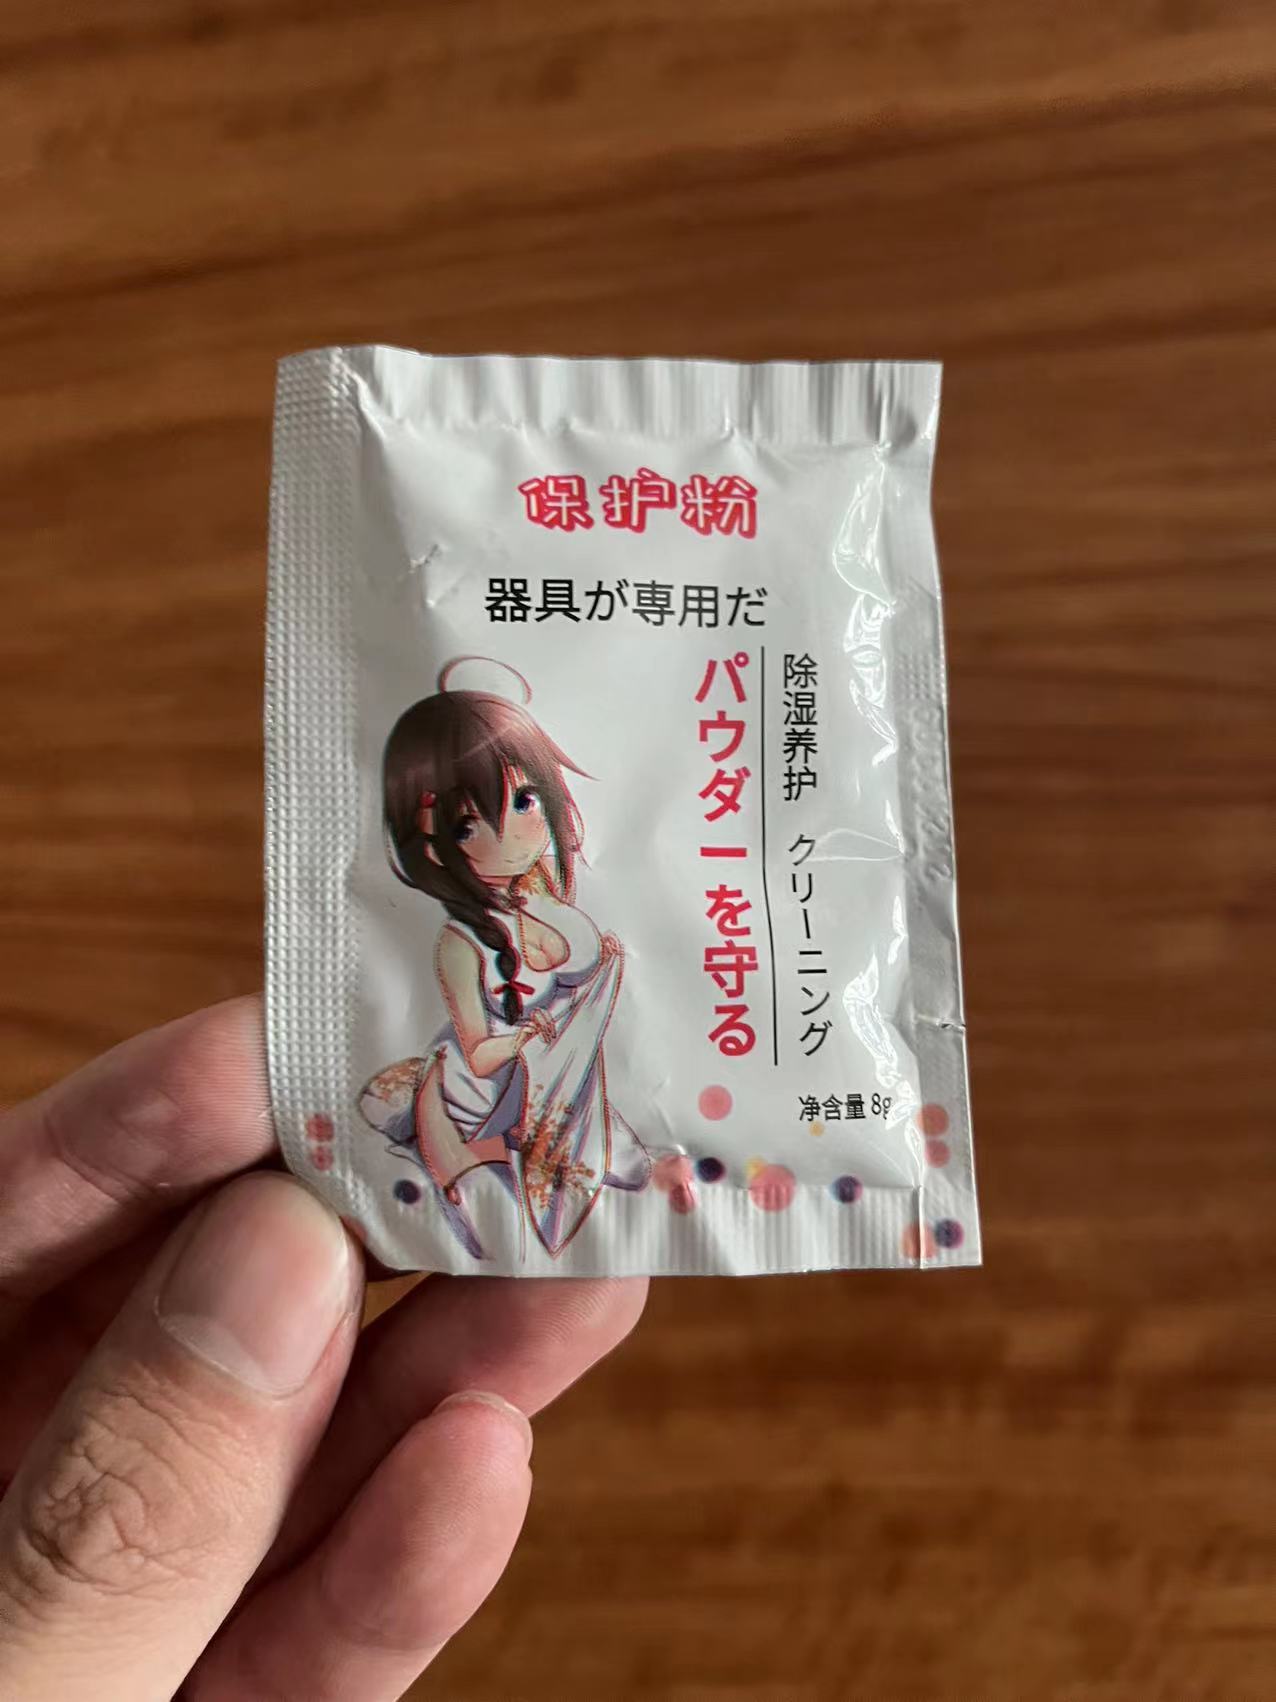 保护粉
器具が専用だ
パウダーを守る
除湿养护 クリーニング
净含量 8g